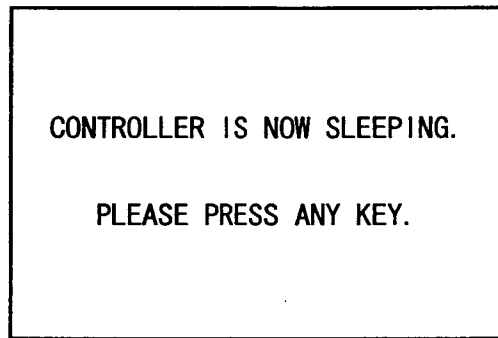 CONTROLLER IS NOW SLEEPING.
PLEASE PRESS ANY KEY.